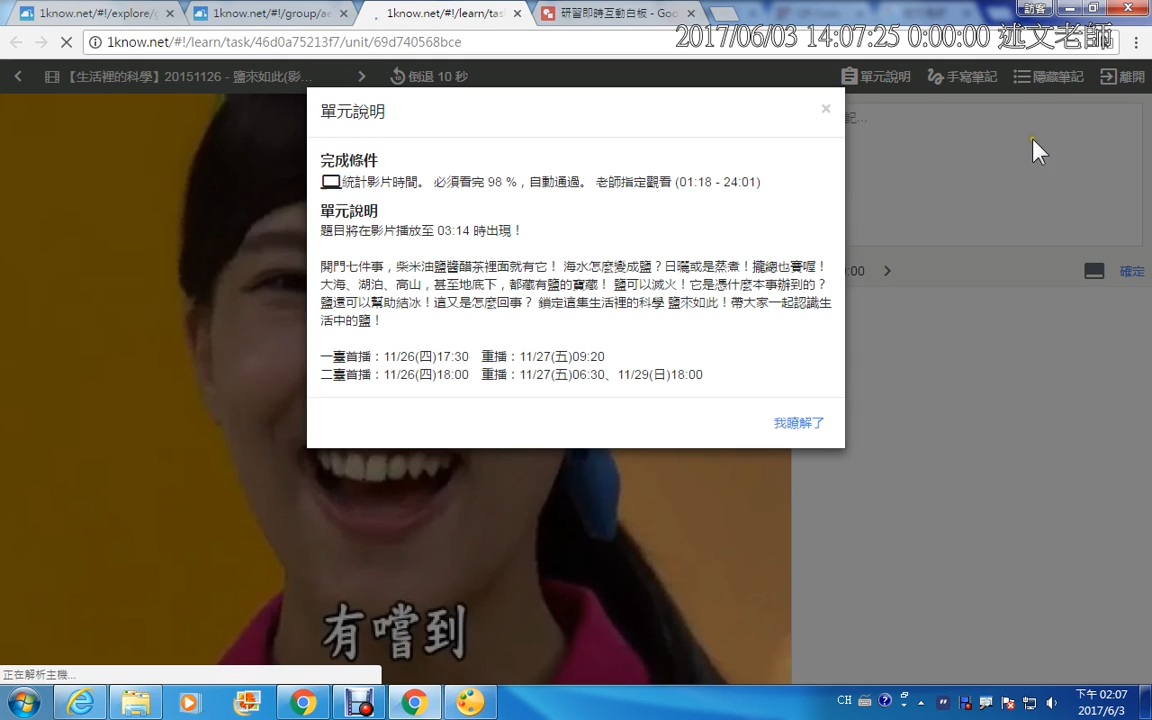 1know.net/#!/explore/g
1know.net/#!/group/ac
1know.net/#!/learn/tas
研習即時互動白板 - Goo
訪客
1know.net/#!/learn/task/46d0a75213f7/unit/69d740568bce
2017/06/03 14:07:25 0:00:00 述文老師
【生活裡的科學】20151126 - 鹽來如此(影...
倒退 10 秒
單元說明
手寫筆記
隱藏筆記
離開
單元說明
×
記...
完成條件
統計影片時間。 必須看完 98 %，自動通過。 老師指定觀看 (01:18 - 24:01)
單元說明
題目將在影片播放至 03:14 時出現！
開門七件事，柴米油鹽醬醋茶裡面就有它！ 海水怎麼變成鹽？日曬或是蒸煮！攏總也賽喔！
大海、湖泊、高山，甚至地底下，都藏有鹽的寶藏！ 鹽可以滅火！它是憑什麼本事辦到的？
鹽還可以幫助結冰！這又是怎麼回事？ 鎖定這集生活裡的科學 鹽來如此！帶大家一起認識生
活中的鹽！
:00
確定
一臺首播：11/26(四)17:30 重播：11/27(五)09:20
二臺首播：11/26(四)18:00 重播：11/27(五)06:30、11/29(日)18:00
我瞭解了
有嚐到
正在解析主機...
CH
下午 02:07
2017/6/3